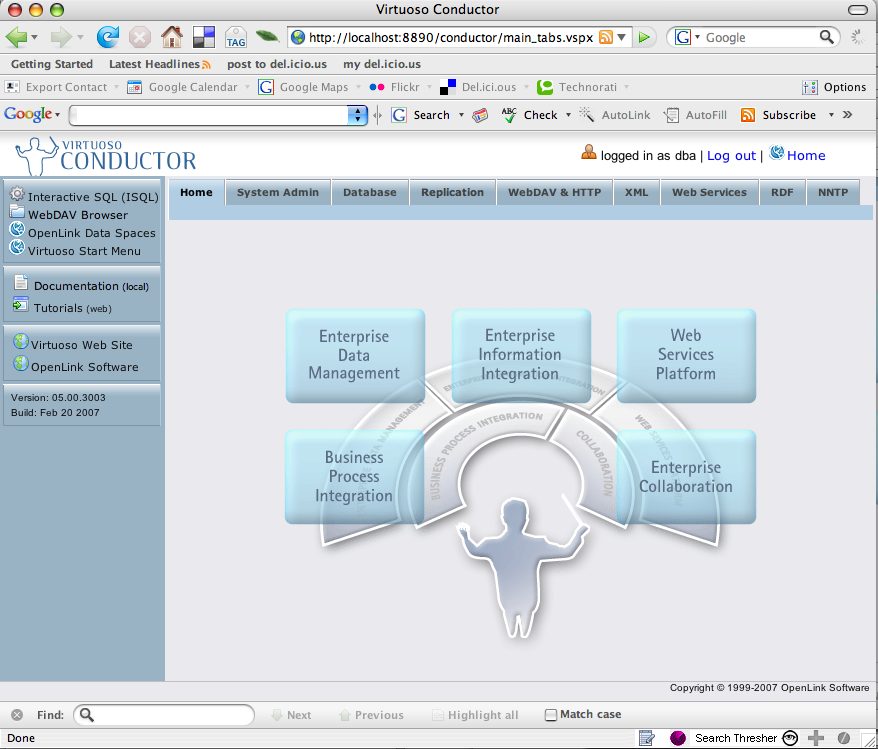 Virtuoso Conductor
TAG
http://localhost:8890/conductor/main_tabs.vspx
G Google
Getting Started Latest Headlines post to del.icio.us my del.icio.us
Export Contact Google Calendar G Google Maps Flickr Del.ici.ous Technorati Options
Google G Search ABC Check AutoLink AutoFill Subscribe »
VIRTUOSO
CONDUCTOR
logged in as dba | Log out | Home
Home System Admin Database Replication WebDAV & HTTP XML Web Services RDF NNTP
Interactive SQL (ISQL)
WebDAV Browser
OpenLink Data Spaces
Virtuoso Start Menu
Documentation (local)
Tutorials (web)
Virtuoso Web Site
OpenLink Software
Version: 05.00.3003
Build: Feb 20 2007
Enterprise
Data
Management
Enterprise
Information
Integration
Web
Services
Platform
Business
Process
Integration
Enterprise
Collaboration
BUSINESS PROCESS INTEGRATION
COLLABORATION
Copyright © 1999-2007 OpenLink Software
Find: Next Previous Highlight all Match case
Done Search Thresher